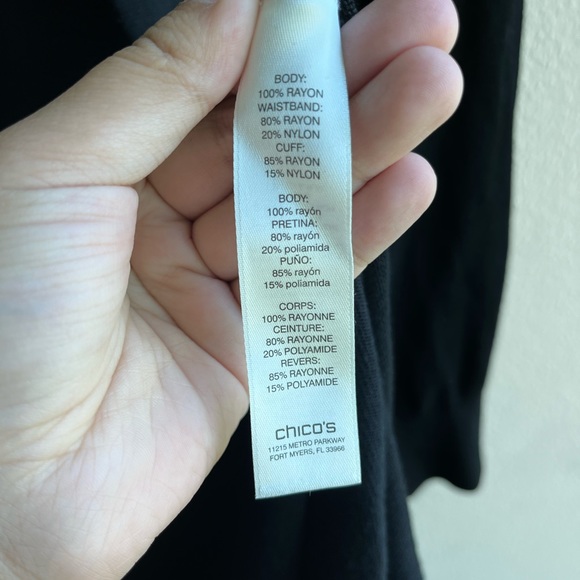 BODY:
100% RAYON
WAISTBAND:
80% RAYON
20% NYLON
CUFF:
85% RAYON
15% NYLON
BODY:
100% rayón
PRETINA:
80% rayón
20% poliamida
PUÑO:
85% rayón
15% poliamida
CORPS:
100% RAYONNE
CEINTURE:
80% RAYONNE
20% POLYAMIDE
REVERS:
85% RAYONNE
15% POLYAMIDE
chico's
11215 METRO PARKWAY
FORT MYERS, FL 33966